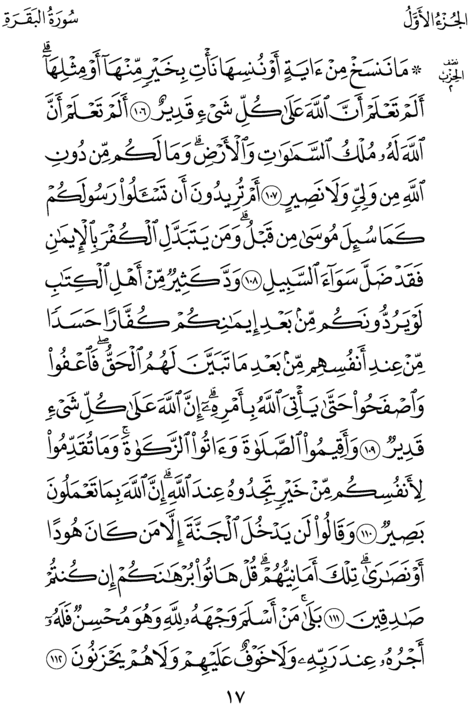 الجُزْءُ الأَوَّلُ
سُورَةُ البَقَرَةِ
نصف
الحزب
٢
۞ مَا نَنسَخْ مِنْ ءَايَةٍ أَوْ نُنسِهَا نَأْتِ بِخَيْرٍ مِّنْهَآ أَوْ مِثْلِهَآۗ
أَلَمْ تَعْلَمْ أَنَّ ٱللَّهَ عَلَىٰ كُلِّ شَىْءٍ قَدِيرٌ ١٠٦ أَلَمْ تَعْلَمْ أَنَّ
ٱللَّهَ لَهُۥ مُلْكُ ٱلسَّمَـٰوَٰتِ وَٱلْأَرْضِۗ وَمَا لَكُم مِّن دُونِ
ٱللَّهِ مِن وَلِىٍّ وَلَا نَصِيرٍ ١٠٧ أَمْ تُرِيدُونَ أَن تَسْـَٔلُوا۟ رَسُولَكُمْ
كَمَا سُئِلَ مُوسَىٰ مِن قَبْلُۗ وَمَن يَتَبَدَّلِ ٱلْكُفْرَ بِٱلْإِيمَـٰنِ
فَقَدْ ضَلَّ سَوَآءَ ٱلسَّبِيلِ ١٠٨ وَدَّ كَثِيرٌ مِّنْ أَهْلِ ٱلْكِتَـٰبِ
لَوْ يَرُدُّونَكُم مِّنۢ بَعْدِ إِيمَـٰنِكُمْ كُفَّارًا حَسَدًا
مِّنْ عِندِ أَنفُسِهِم مِّنۢ بَعْدِ مَا تَبَيَّنَ لَهُمُ ٱلْحَقُّۖ فَٱعْفُوا۟
وَٱصْفَحُوا۟ حَتَّىٰ يَأْتِىَ ٱللَّهُ بِأَمْرِهِۦٓۗ إِنَّ ٱللَّهَ عَلَىٰ كُلِّ شَىْءٍ
قَدِيرٌ ١٠٩ وَأَقِيمُوا۟ ٱلصَّلَوٰةَ وَءَاتُوا۟ ٱلزَّكَوٰةَۚ وَمَا تُقَدِّمُوا۟
لِأَنفُسِكُم مِّنْ خَيْرٍ تَجِدُوهُ عِندَ ٱللَّهِۗ إِنَّ ٱللَّهَ بِمَا تَعْمَلُونَ
بَصِيرٌ ١١٠ وَقَالُوا۟ لَن يَدْخُلَ ٱلْجَنَّةَ إِلَّا مَن كَانَ هُودًا
أَوْ نَصَـٰرَىٰۗ تِلْكَ أَمَانِيُّهُمْۗ قُلْ هَاتُوا۟ بُرْهَـٰنَكُمْ إِن كُنتُمْ
صَـٰدِقِينَ ١١١ بَلَىٰۚ مَنْ أَسْلَمَ وَجْهَهُۥ لِلَّهِ وَهُوَ مُحْسِنٌ فَلَهُۥٓ
أَجْرُهُۥ عِندَ رَبِّهِۦ وَلَا خَوْفٌ عَلَيْهِمْ وَلَا هُمْ يَحْزَنُونَ ١١٢
١٧